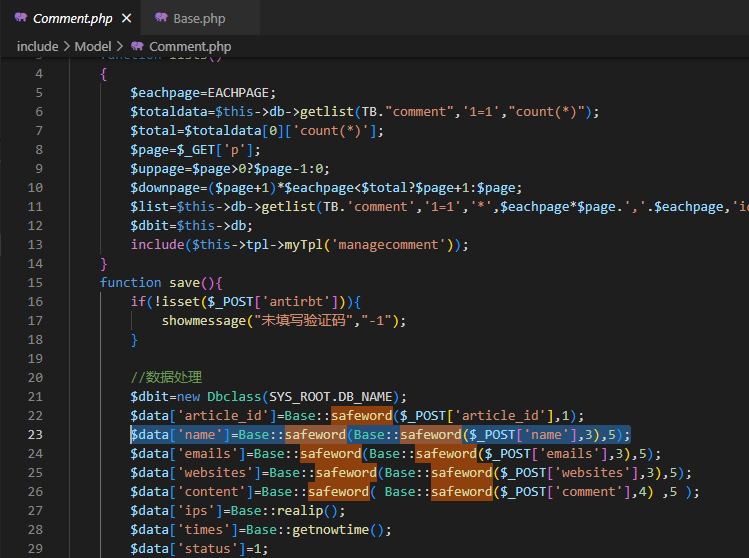 Comment.php
Base.php
include > Model > Comment.php
4 {
5 $eachpage=EACHPAGE;
6 $totaldata=$this->db->getlist(TB."comment",'1=1',"count(*)");
7 $total=$totaldata[0]['count(*)'];
8 $page=$_GET['p'];
9 $uppage=$page>0?$page-1:0;
10 $downpage=($page+1)*$eachpage<$total?$page+1:$page;
11 $list=$this->db->getlist(TB.'comment','1=1','*',$eachpage*$page.','.$eachpage,'i
12 $dbit=$this->db;
13 include($this->tpl->myTpl('managecomment'));
14 }
15 function save(){
16 if(!isset($_POST['antirbt'])){
17 showmessage("未填写验证码","-1");
18 }
19
20 //数据处理
21 $dbit=new Dbclass(SYS_ROOT.DB_NAME);
22 $data['article_id']=Base::safeword($_POST['article_id'],1);
23 $data['name']=Base::safeword(Base::safeword($_POST['name'],3),5);
24 $data['emails']=Base::safeword(Base::safeword($_POST['emails'],3),5);
25 $data['websites']=Base::safeword(Base::safeword($_POST['websites'],3),5);
26 $data['content']=Base::safeword( Base::safeword($_POST['comment'],4) ,5 );
27 $data['ips']=Base::realip();
28 $data['times']=Base::getnowtime();
29 $data['status']=1;